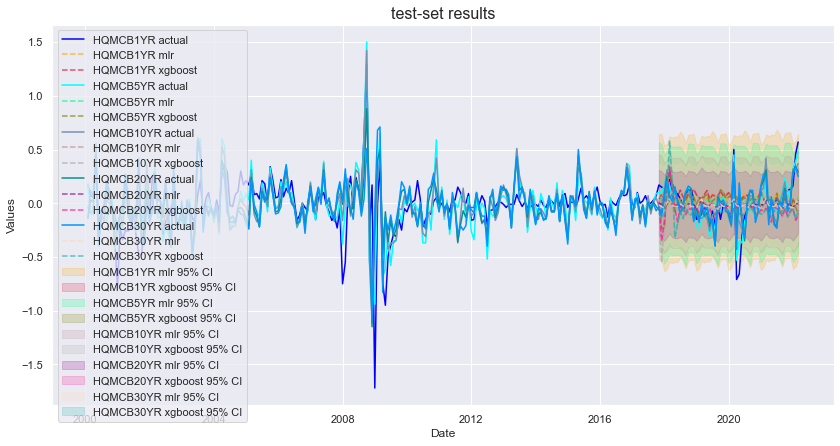 test-set results
1.5
1.0
0.5
0.0
−0.5
−1.0
−1.5
Values
HQMCB1YR actual
HQMCB1YR mlr
HQMCB1YR xgboost
HQMCB5YR actual
HQMCB5YR mlr
HQMCB5YR xgboost
HQMCB10YR actual
HQMCB10YR mlr
HQMCB10YR xgboost
HQMCB20YR actual
HQMCB20YR mlr
HQMCB20YR xgboost
HQMCB30YR actual
HQMCB30YR mlr
HQMCB30YR xgboost
HQMCB1YR mlr 95% CI
HQMCB1YR xgboost 95% CI
HQMCB5YR mlr 95% CI
HQMCB5YR xgboost 95% CI
HQMCB10YR mlr 95% CI
HQMCB10YR xgboost 95% CI
HQMCB20YR mlr 95% CI
HQMCB20YR xgboost 95% CI
HQMCB30YR mlr 95% CI
HQMCB30YR xgboost 95% CI
2000 2004 2008 2012 2016 2020
Date